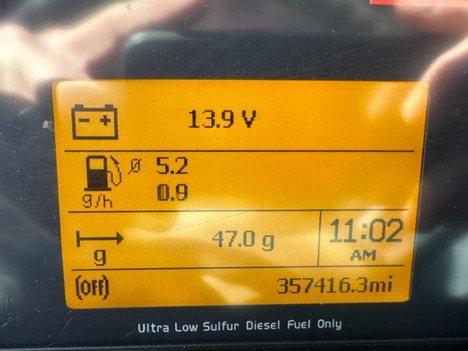 - + 13.9 V
Ø 5.2
g/h 0.9
g 47.0 g 11:02 AM
(OFF) 357416.3mi
Ultra Low Sulfur Diesel Fuel Only